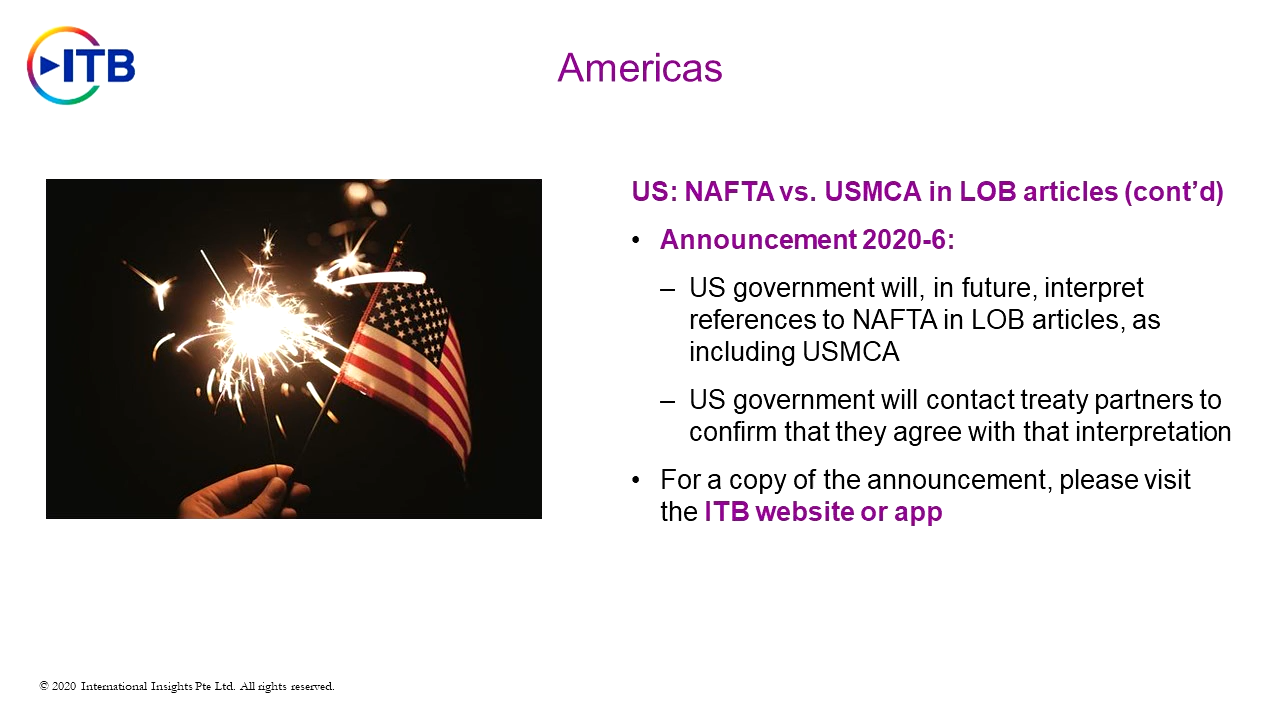 ITB
Americas
US: NAFTA vs. USMCA in LOB articles (cont’d)
• Announcement 2020-6:
– US government will, in future, interpret
references to NAFTA in LOB articles, as
including USMCA
– US government will contact treaty partners to
confirm that they agree with that interpretation
• For a copy of the announcement, please visit
the ITB website or app
© 2020 International Insights Pte Ltd. All rights reserved.